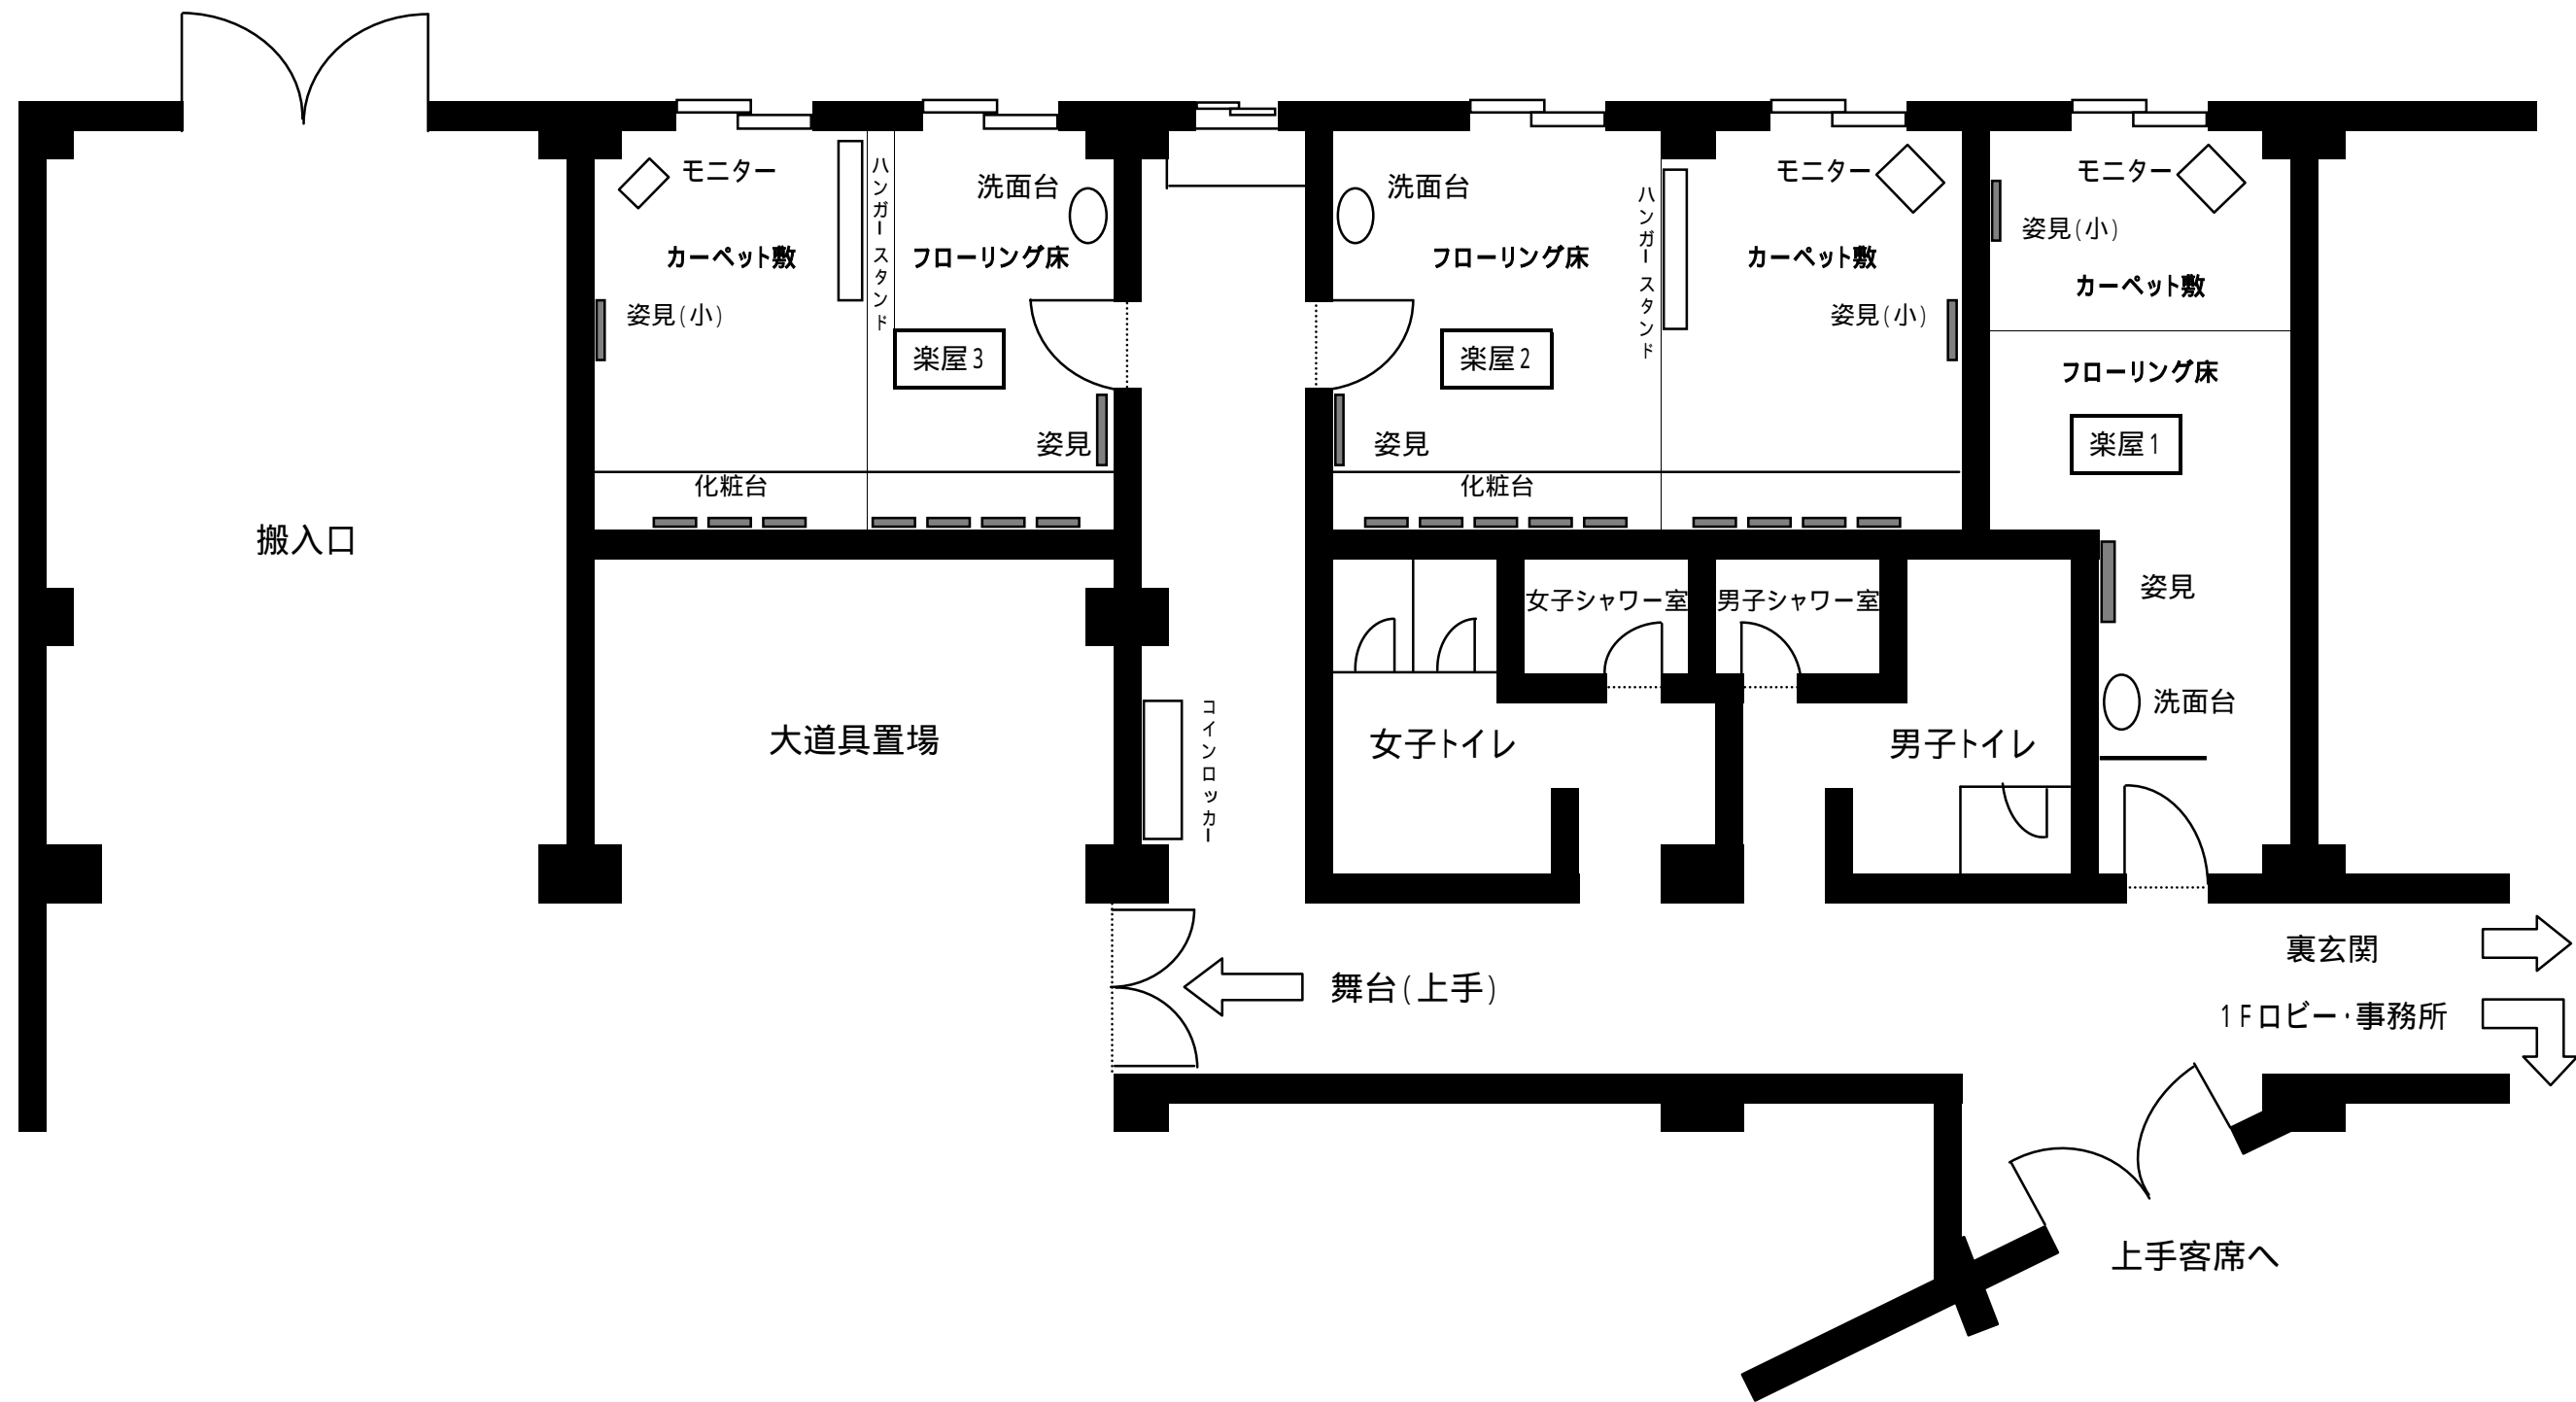 モニター
ハンガースタンド
洗面台
カーペット敷
フローリング床
姿見(小)
楽屋3
姿見
化粧台
洗面台
ハンガースタンド
モニター
フローリング床
カーペット敷
姿見(小)
楽屋2
姿見
化粧台
モニター
姿見(小)
カーペット敷
フローリング床
楽屋1
姿見
洗面台
搬入口
大道具置場
コインロッカー
女子シャワー室
男子シャワー室
女子トイレ
男子トイレ
舞台(上手)
裏玄関
1Fロビー・事務所
上手客席へ